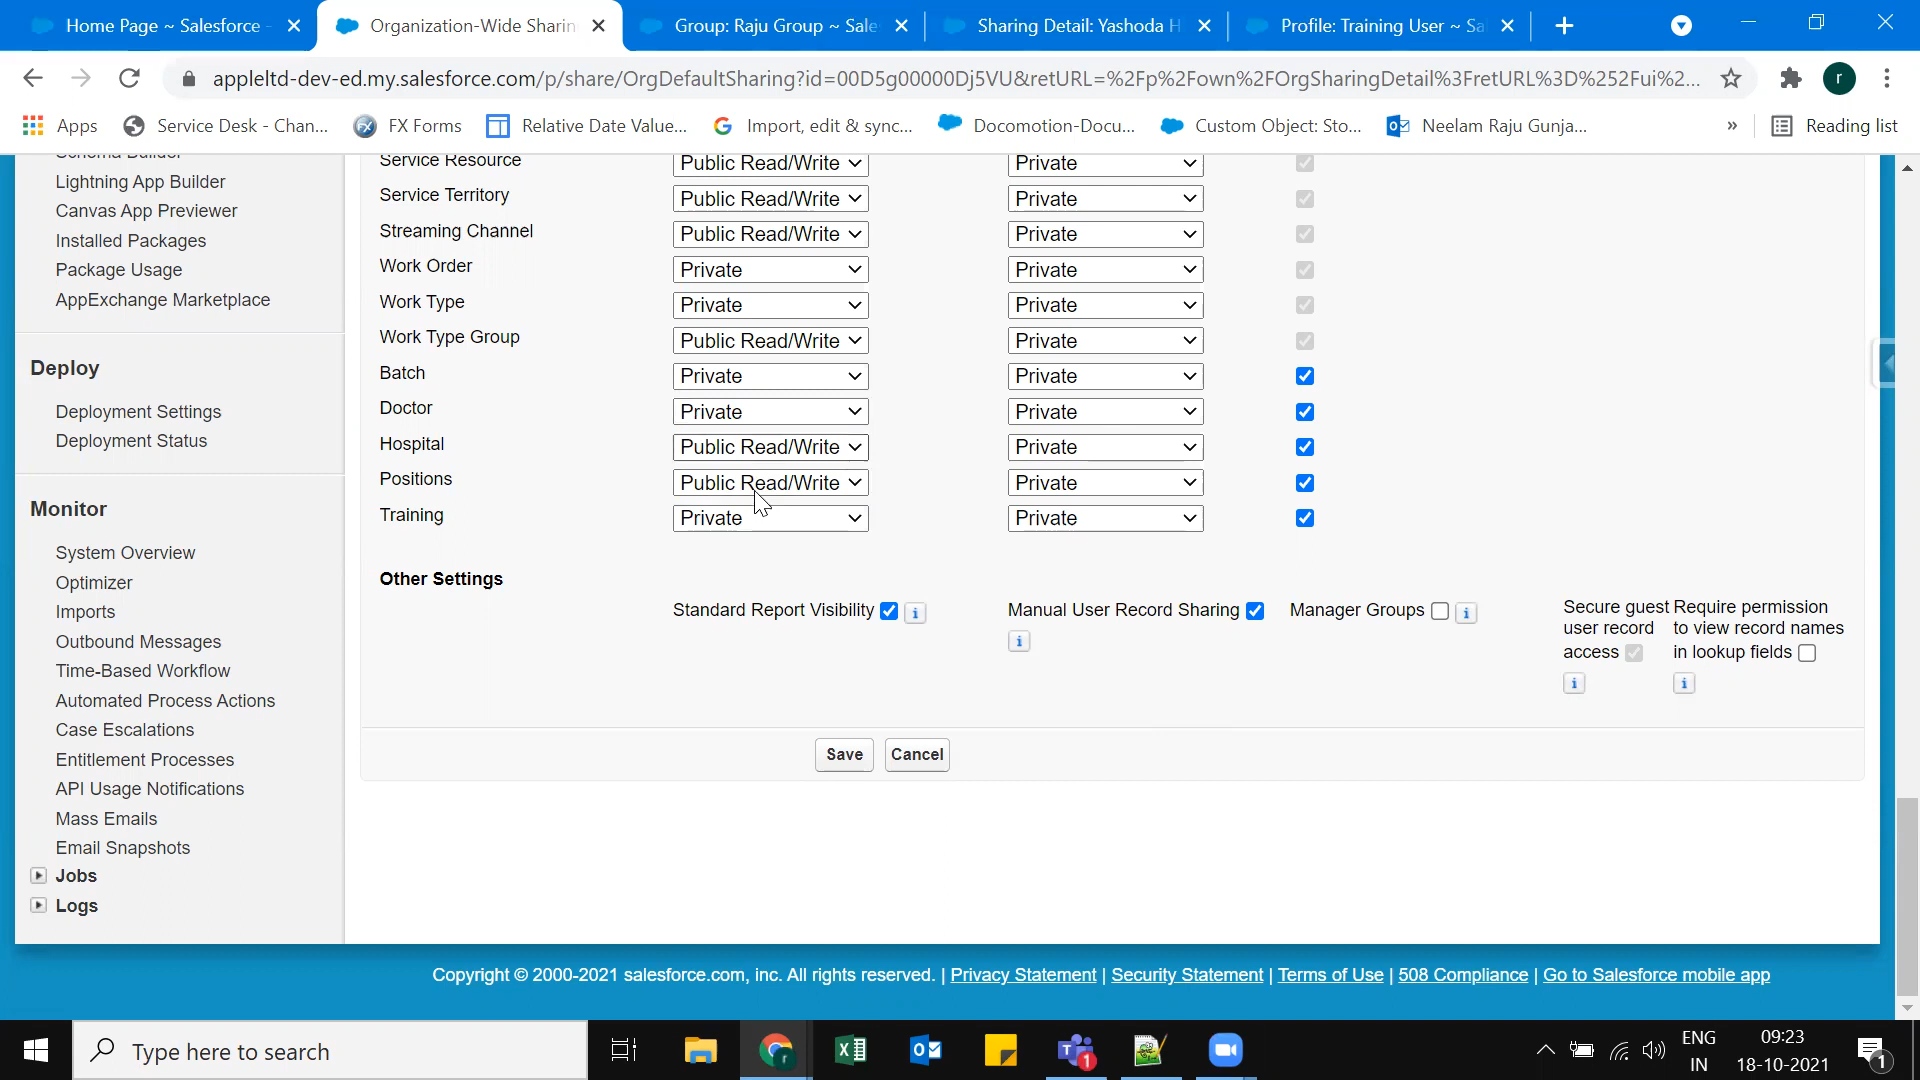 Home Page ~ Salesforce -
Organization-Wide Sharin
Group: Raju Group ~ Sale
Sharing Detail: Yashoda H
Profile: Training User ~ Sa
appleltd-dev-ed.my.salesforce.com/p/share/OrgDefaultSharing?id=00D5g00000Dj5VU&retURL=%2Fp%2Fown%2FOrgSharingDetail%3FretURL%3D%252Fui%2...
r
Apps
Service Desk - Chan...
FX Forms
Relative Date Value...
Import, edit & sync...
Docomotion-Docu...
Custom Object: Sto...
Neelam Raju Gunja...
»
Reading list
Schema Builder
Lightning App Builder
Canvas App Previewer
Installed Packages
Package Usage
AppExchange Marketplace
Deploy
Deployment Settings
Deployment Status
Monitor
System Overview
Optimizer
Imports
Outbound Messages
Time-Based Workflow
Automated Process Actions
Case Escalations
Entitlement Processes
API Usage Notifications
Mass Emails
Email Snapshots
Jobs
Logs
Service Resource Public Read/Write Private
Service Territory Public Read/Write Private
Streaming Channel Public Read/Write Private
Work Order Private Private
Work Type Private Private
Work Type Group Public Read/Write Private
Batch Private Private
Doctor Private Private
Hospital Public Read/Write Private
Positions Public Read/Write Private
Training Private Private
Other Settings
Standard Report Visibility
Manual User Record Sharing
Manager Groups
Secure guest
user record
access
Require permission
to view record names
in lookup fields
Save Cancel
Copyright © 2000-2021 salesforce.com, inc. All rights reserved. | Privacy Statement | Security Statement | Terms of Use | 508 Compliance | Go to Salesforce mobile app
Type here to search
1
ENG
IN
09:23
18-10-2021
1